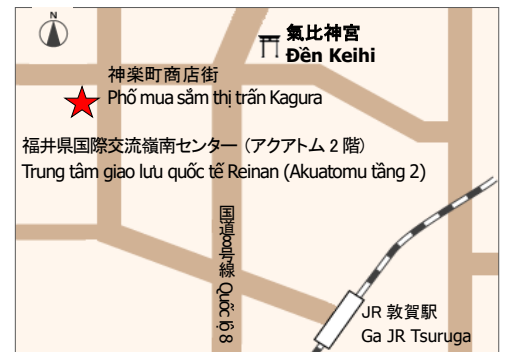 N
氣比神宮
Đền Keihi
神楽町商店街
Phố mua sắm thị trấn Kagura
福井県国際交流嶺南センター（アクアトム 2 階）
Trung tâm giao lưu quốc tế Reinan (Akuatomu tầng 2)
国道8号線 Quốc lộ 8
JR 敦賀駅
Ga JR Tsuruga